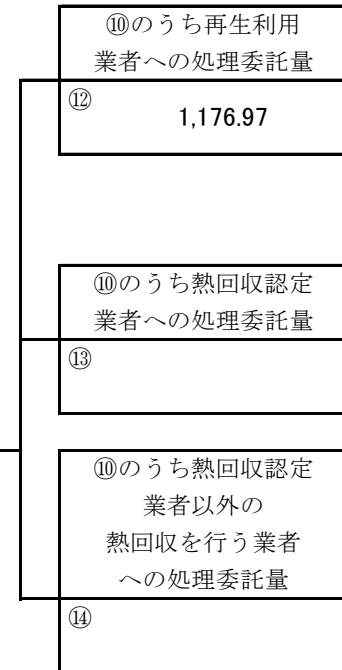 ⑩のうち再生利用
業者への処理委託量
⑫
1,176.97
⑩のうち熱回収認定
業者への処理委託量
⑬
⑩のうち熱回収認定
業者以外の
熱回収を行う業者
への処理委託量
⑭